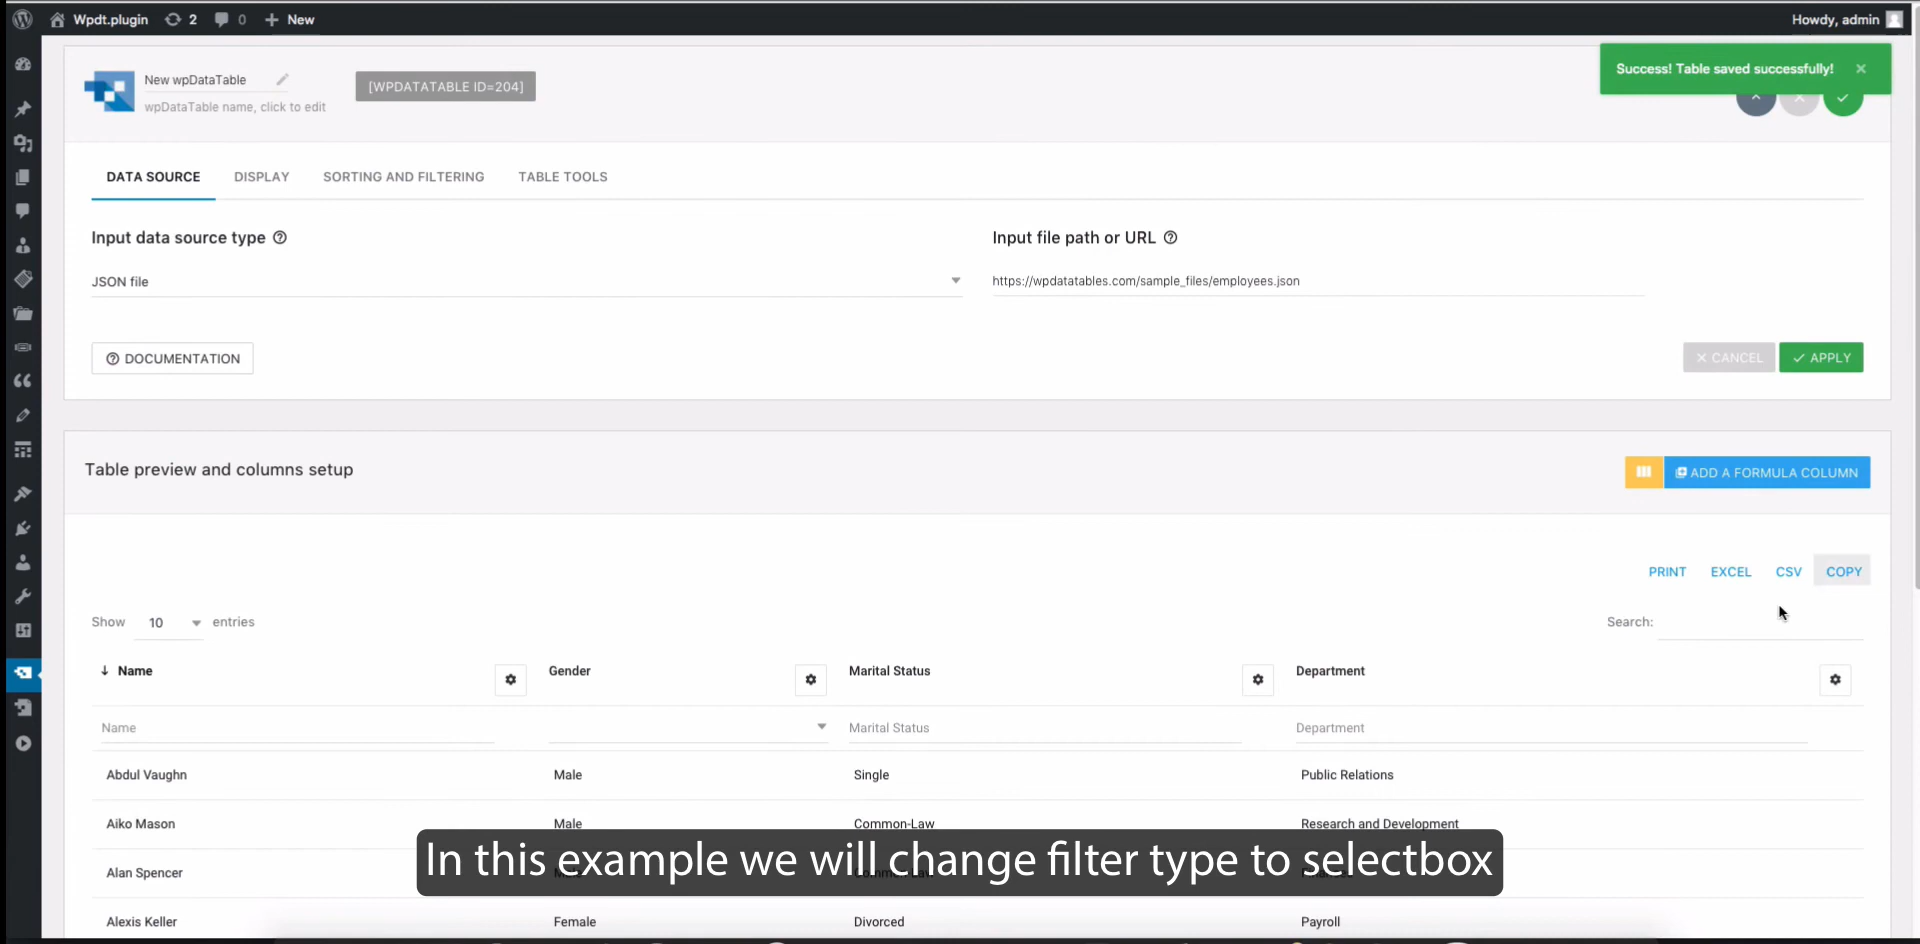 Wpdt.plugin 2 0 New Howdy, admin
Success! Table saved successfully!
New wpDataTable
wpDataTable name, click to edit
[WPDATATABLE ID=204]
DATA SOURCE DISPLAY SORTING AND FILTERING TABLE TOOLS
Input data source type Input file path or URL
JSON file https://wpdatatables.com/sample_files/employees.json
DOCUMENTATION CANCEL APPLY
Table preview and columns setup ADD A FORMULA COLUMN
PRINT EXCEL CSV COPY
Show 10 entries Search:
Name Gender Marital Status Department
Name Marital Status Department
Abdul Vaughn Male Single Public Relations
Aiko Mason Male Common-Law Research and Development
Alan Spencer
In this example we will change filter type to selectbox
Alexis Keller Female Divorced Payroll